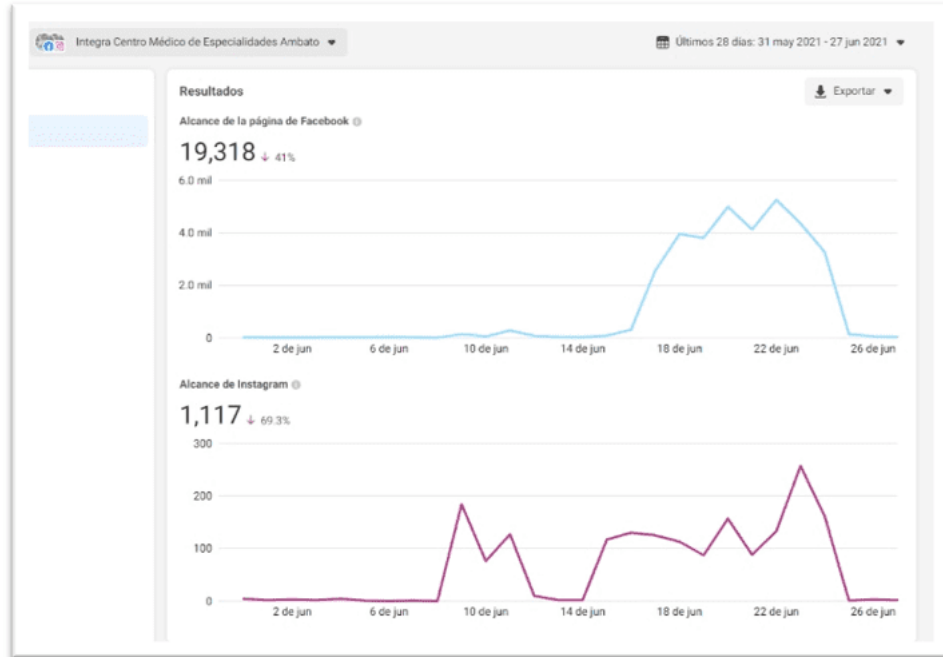 Integra Centro Médico de Especialidades Ambato
Últimos 28 días: 31 may 2021 - 27 jun 2021
Resultados
Exportar
Alcance de la página de Facebook
19,318 ↓ 41%
6.0 mil
4.0 mil
2.0 mil
0
2 de jun 6 de jun 10 de jun 14 de jun 18 de jun 22 de jun 26 de jun
Alcance de Instagram
1,117 ↓ 69.3%
300
200
100
0
2 de jun 6 de jun 10 de jun 14 de jun 18 de jun 22 de jun 26 de jun